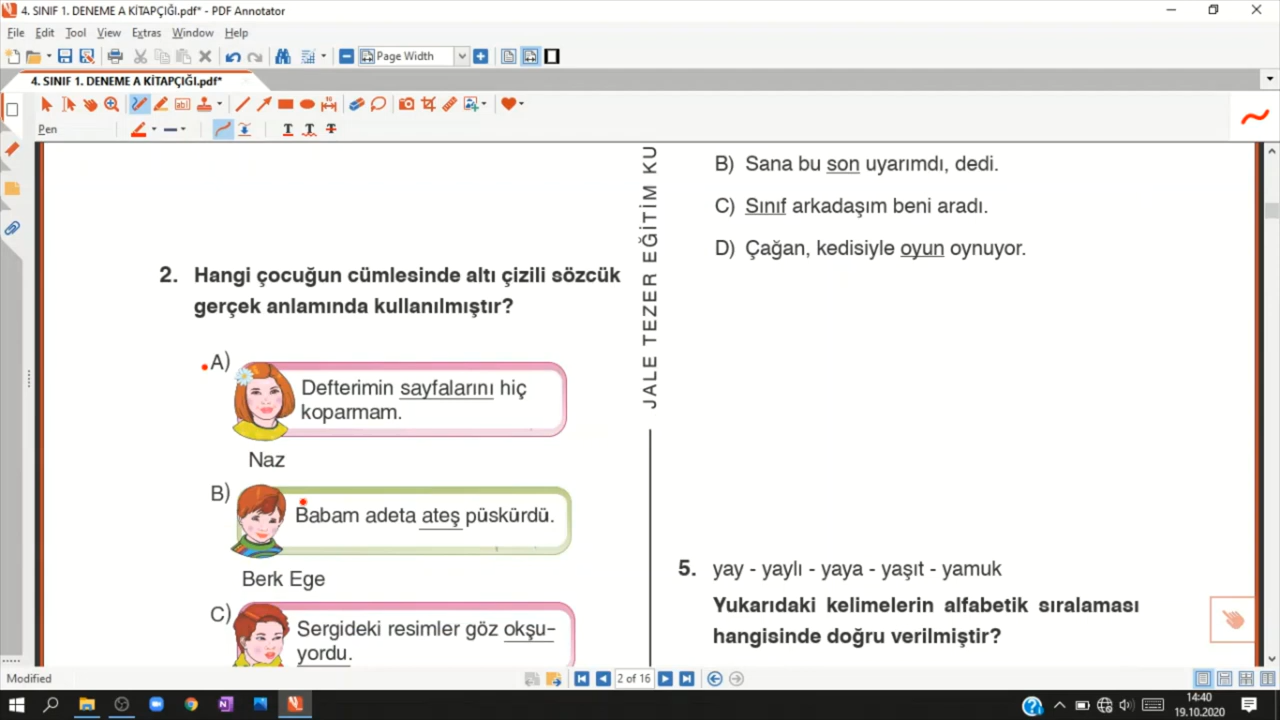 4. SINIF 1. DENEME A KİTAPÇIĞI.pdf* - PDF Annotator
File Edit Tool View Extras Window Help
Page Width
4. SINIF 1. DENEME A KİTAPÇIĞI.pdf*
Pen
2. Hangi çocuğun cümlesinde altı çizili sözcük
gerçek anlamında kullanılmıştır?
A)
Defterimin sayfalarını hiç
koparmam.
Naz
B)
Babam adeta ateş püskürdü.
Berk Ege
C)
Sergideki resimler göz okşu-
yordu.
JALE TEZER EĞİTİM KU
B) Sana bu son uyarımdı, dedi.
C) Sınıf arkadaşım beni aradı.
D) Çağan, kedisiyle oyun oynuyor.
5. yay - yaylı - yaya - yaşıt - yamuk
Yukarıdaki kelimelerin alfabetik sıralaması
hangisinde doğru verilmiştir?
Modified
2 of 16
14:40
19.10.2020